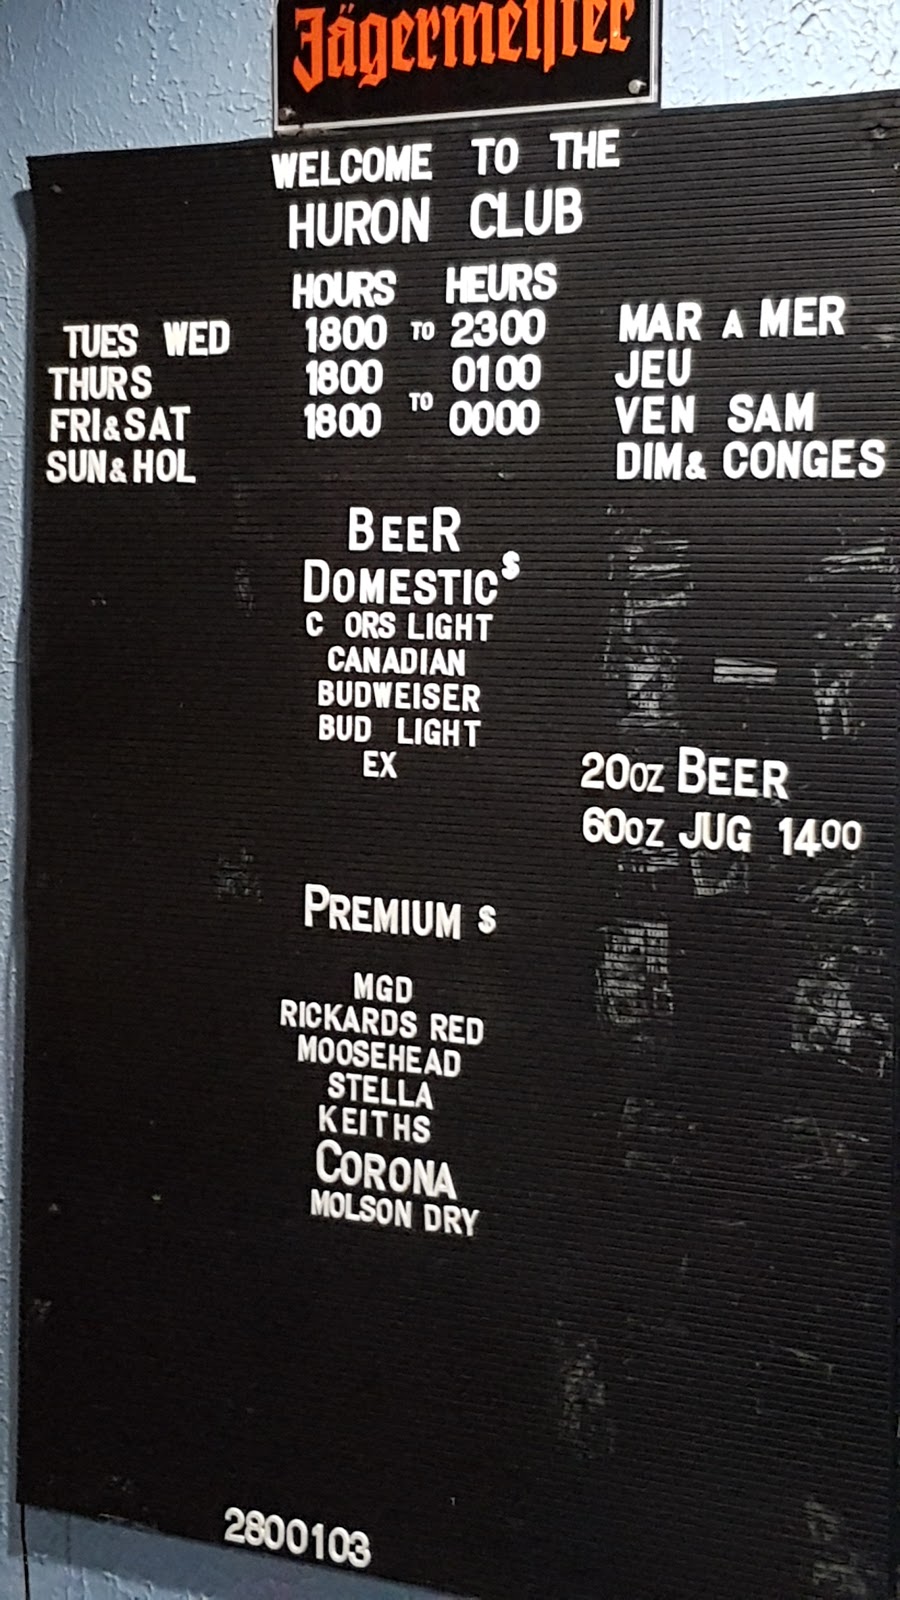 Jägermeister
WELCOME TO THE
HURON CLUB
HOURS HEURS
TUES WED 1800 TO 2300 MAR A MER
THURS 1800 0100 JEU
FRI&SAT 1800 TO 0000 VEN SAM
SUN&HOL DIM& CONGES
BEER
DOMESTICS
C ORS LIGHT
CANADIAN
BUDWEISER
BUD LIGHT
EX
20OZ BEER
60OZ JUG 1400
PREMIUM S
MGD
RICKARDS RED
MOOSEHEAD
STELLA
KEITHS
CORONA
MOLSON DRY
2800103